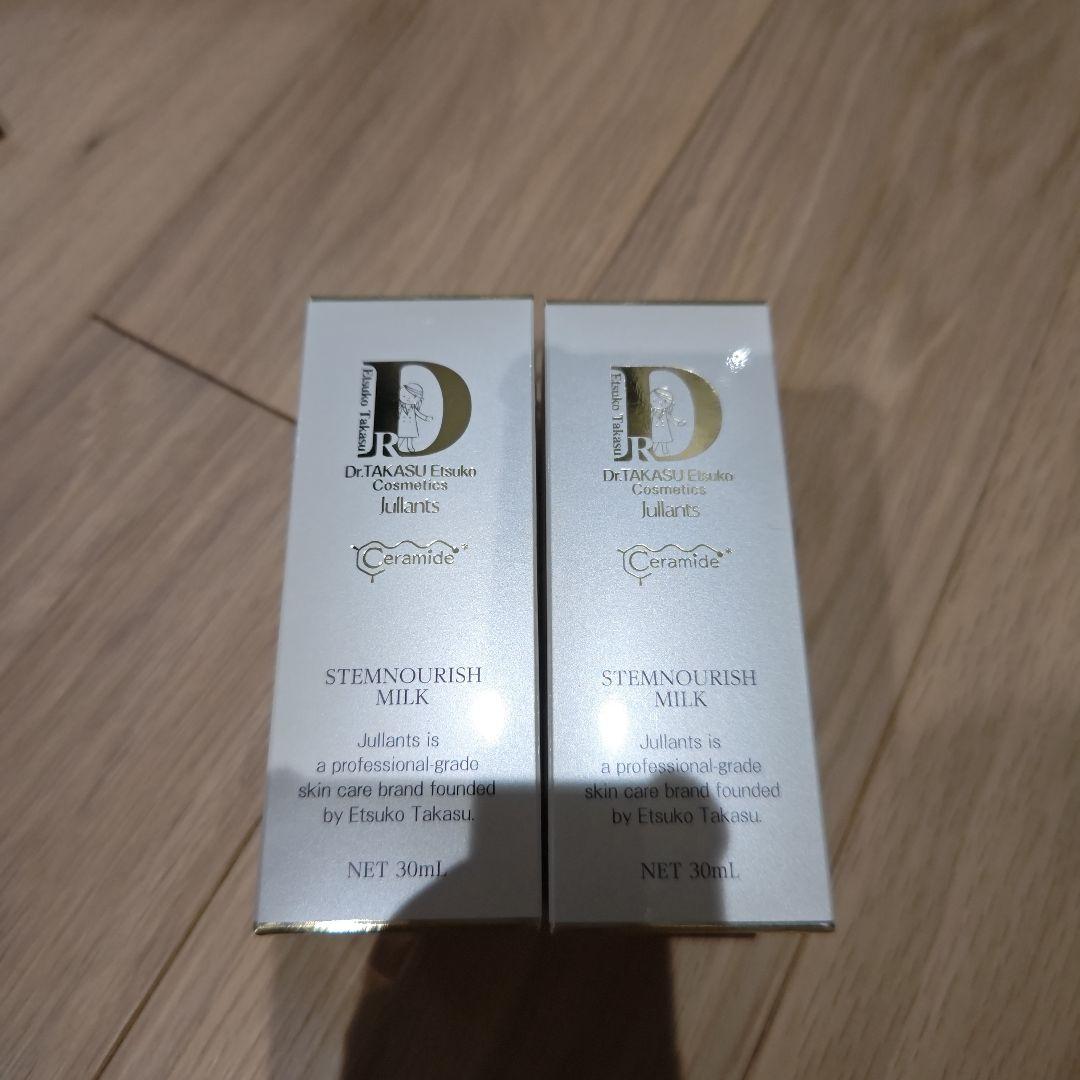 Etsuko Takasu
DR
Dr.TAKASU Etsuko
Cosmetics
Jullants
Ceramide*
STEMNOURISH
MILK
Jullants is
a professional-grade
skin care brand founded
by Etsuko Takasu.
NET 30mL
Etsuko Takasu
DR
Dr.TAKASU Etsuko
Cosmetics
Jullants
Ceramide*
STEMNOURISH
MILK
Jullants is
a professional-grade
skin care brand founded
by Etsuko Takasu.
NET 30mL